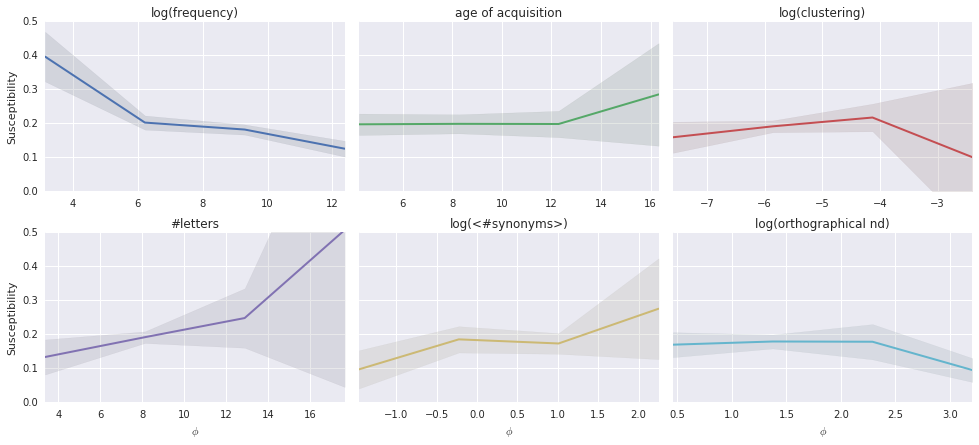 log(frequency) age of acquisition log(clustering)
Susceptibility
0.5
0.4
0.3
0.2
0.1
0.0
4 6 8 10 12
6 8 10 12 14 16
−7 −6 −5 −4 −3
#letters log(<#synonyms>) log(orthographical nd)
Susceptibility
0.5
0.4
0.3
0.2
0.1
0.0
4 6 8 10 12 14 16
−1.0 −0.5 0.0 0.5 1.0 1.5 2.0
0.5 1.0 1.5 2.0 2.5 3.0
ϕ ϕ ϕ